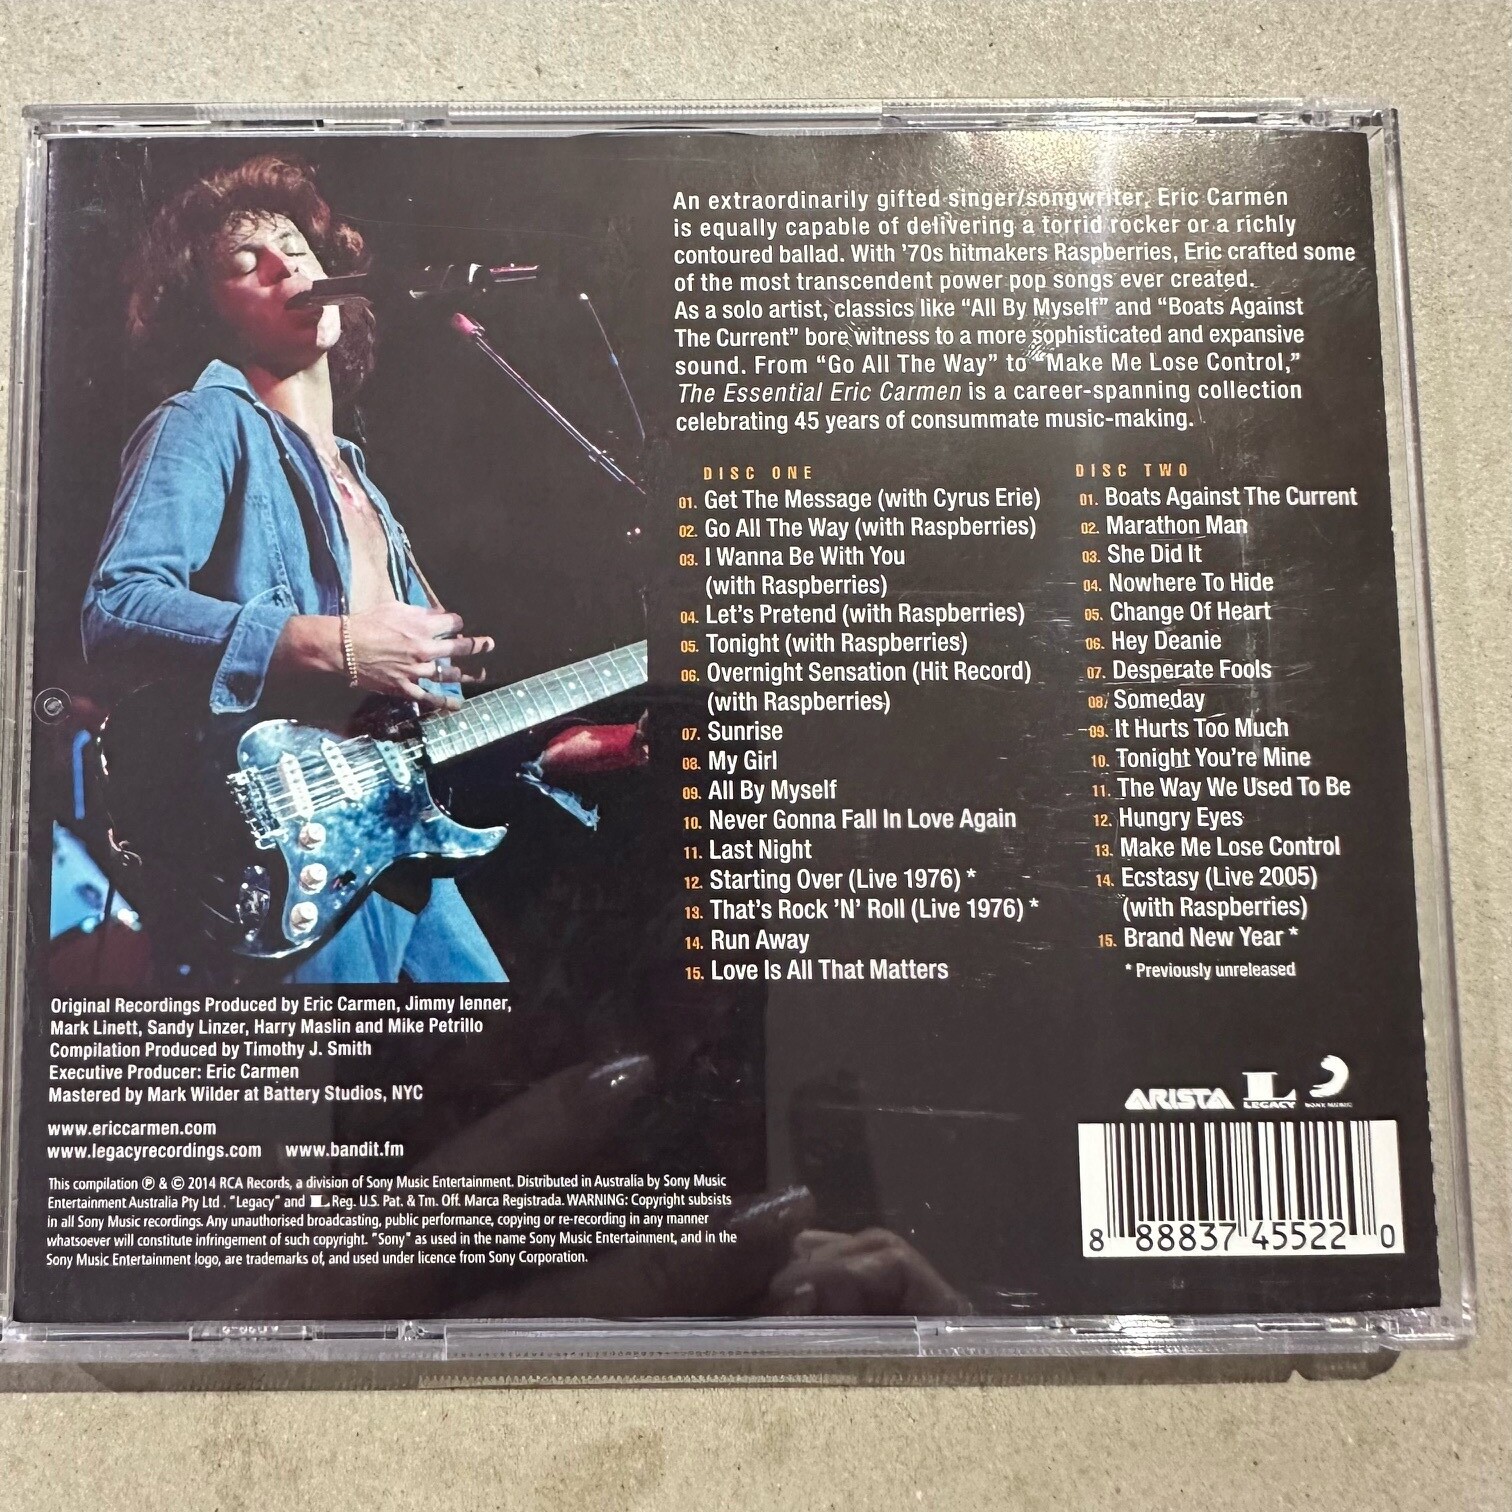 An extraordinarily gifted singer/songwriter, Eric Carmen
is equally capable of delivering a torrid rocker or a richly
contoured ballad. With '70s hitmakers Raspberries, Eric crafted some
of the most transcendent power pop songs ever created.
As a solo artist, classics like “All By Myself” and “Boats Against
The Current” bore witness to a more sophisticated and expansive
sound. From “Go All The Way” to “Make Me Lose Control,”
The Essential Eric Carmen is a career-spanning collection
celebrating 45 years of consummate music-making.
DISC ONE
01. Get The Message (with Cyrus Erie)
02. Go All The Way (with Raspberries)
03. I Wanna Be With You
(with Raspberries)
04. Let's Pretend (with Raspberries)
05. Tonight (with Raspberries)
06. Overnight Sensation (Hit Record)
(with Raspberries)
07. Sunrise
08. My Girl
09. All By Myself
10. Never Gonna Fall In Love Again
11. Last Night
12. Starting Over (Live 1976) *
13. That's Rock 'N' Roll (Live 1976) *
14. Run Away
15. Love Is All That Matters
DISC TWO
01. Boats Against The Current
02. Marathon Man
03. She Did It
04. Nowhere To Hide
05. Change Of Heart
06. Hey Deanie
07. Desperate Fools
08. Someday
09. It Hurts Too Much
10. Tonight You're Mine
11. The Way We Used To Be
12. Hungry Eyes
13. Make Me Lose Control
14. Ecstasy (Live 2005)
(with Raspberries)
15. Brand New Year *
* Previously unreleased
Original Recordings Produced by Eric Carmen, Jimmy Ienner,
Mark Linett, Sandy Linzer, Harry Maslin and Mike Petrillo
Compilation Produced by Timothy J. Smith
Executive Producer: Eric Carmen
Mastered by Mark Wilder at Battery Studios, NYC
www.ericcarmen.com
www.legacyrecordings.com www.bandit.fm
This compilation ℗ & © 2014 RCA Records, a division of Sony Music Entertainment. Distributed in Australia by Sony Music
Entertainment Australia Pty Ltd . "Legacy" and L Reg. U.S. Pat. & Tm. Off. Marca Registrada. WARNING: Copyright subsists
in all Sony Music recordings. Any unauthorised broadcasting, public performance, copying or re-recording in any manner
whatsoever will constitute infringement of such copyright. "Sony" as used in the name Sony Music Entertainment, and in the
Sony Music Entertainment logo, are trademarks of, and used under licence from Sony Corporation.
ARISTA
L LEGACY
SONY MUSIC
8 88837 45522 0